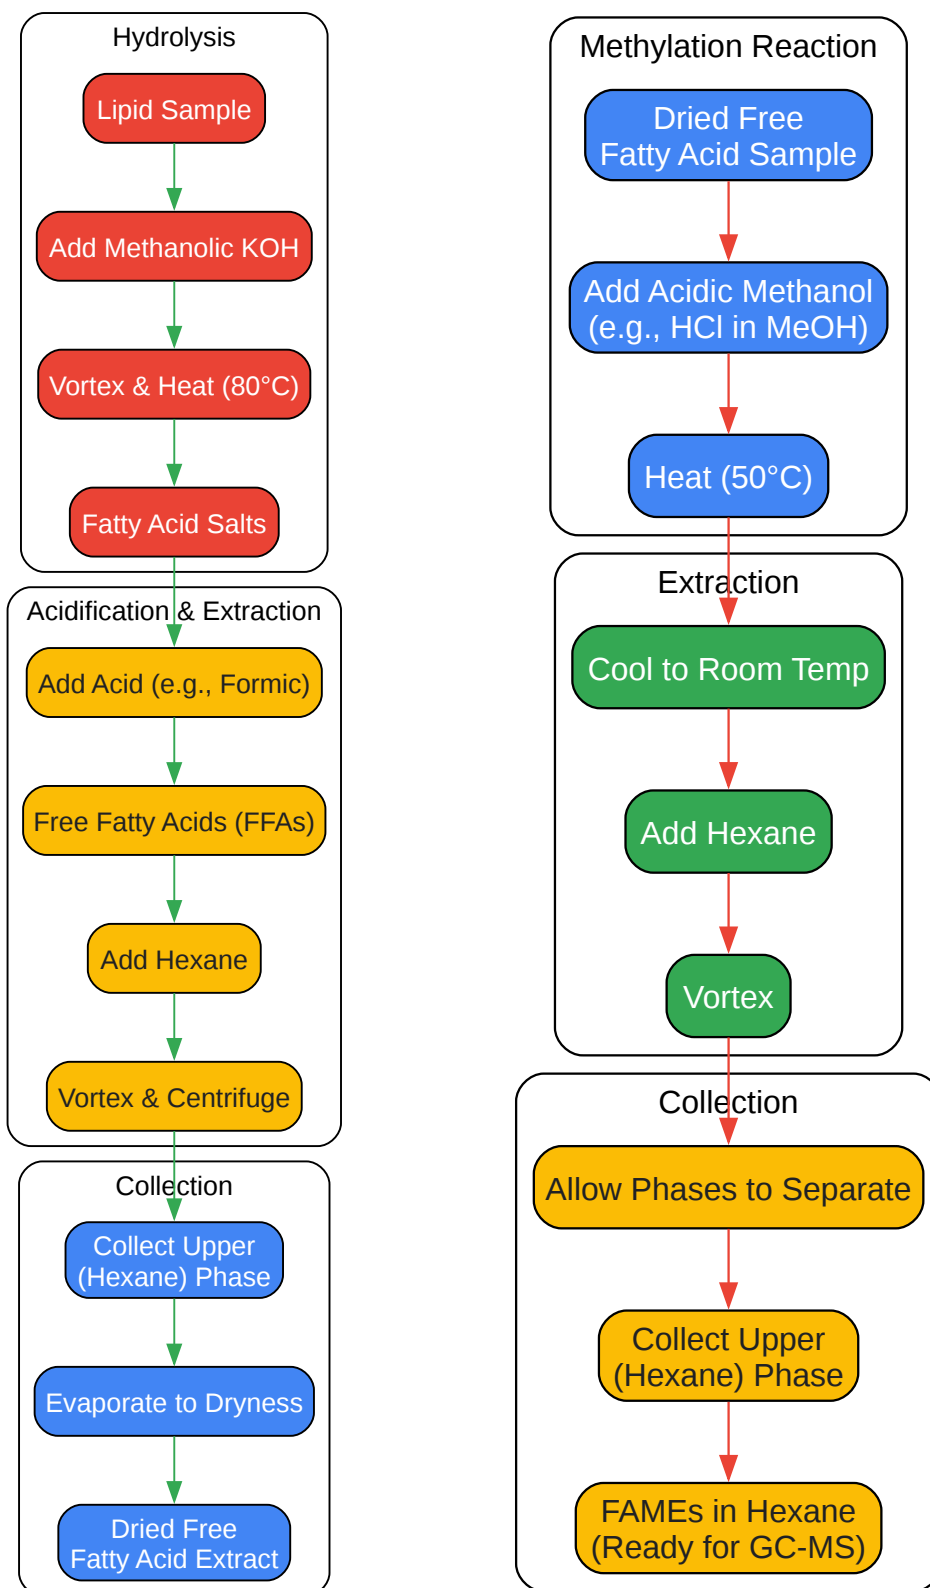 Hydrolysis
Lipid Sample
Add Methanolic KOH
Vortex & Heat (80°C)
Fatty Acid Salts
Acidification & Extraction
Add Acid (e.g., Formic)
Free Fatty Acids (FFAs)
Add Hexane
Vortex & Centrifuge
Collection
Collect Upper
(Hexane) Phase
Evaporate to Dryness
Dried Free
Fatty Acid Extract
Methylation Reaction
Dried Free
Fatty Acid Sample
Add Acidic Methanol
(e.g., HCl in MeOH)
Heat (50°C)
Extraction
Cool to Room Temp
Add Hexane
Vortex
Collection
Allow Phases to Separate
Collect Upper
(Hexane) Phase
FAMEs in Hexane
(Ready for GC-MS)